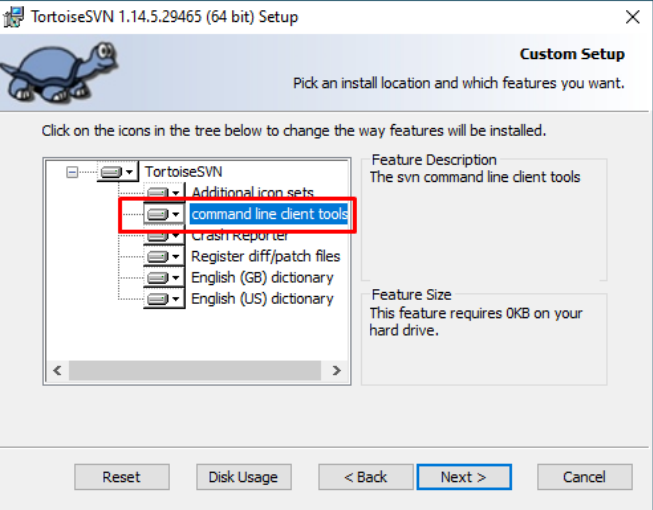 TortoiseSVN 1.14.5.29465 (64 bit) Setup
Custom Setup
Pick an install location and which features you want.
Click on the icons in the tree below to change the way features will be installed.
TortoiseSVN
Additional icon sets
command line client tools
Crash Reporter
Register diff/patch files
English (GB) dictionary
English (US) dictionary
Feature Description
The svn command line client tools
Feature Size
This feature requires 0KB on your
hard drive.
Reset
Disk Usage
< Back
Next >
Cancel